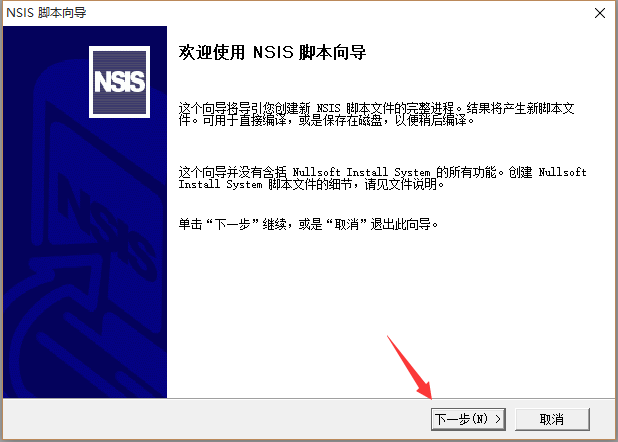 NSIS 脚本向导
NSIS
欢迎使用 NSIS 脚本向导
这个向导将导引您创建新 NSIS 脚本文件的完整进程。结果将产生新脚本文
件。可用于直接编译，或是保存在磁盘，以便稍后编译。
这个向导并没有含括 Nullsoft Install System 的所有功能。创建 Nullsoft
Install System 脚本文件的细节，请见文件说明。
单击“下一步”继续，或是“取消”退出此向导。
NSIS
下一步(N) >
取消